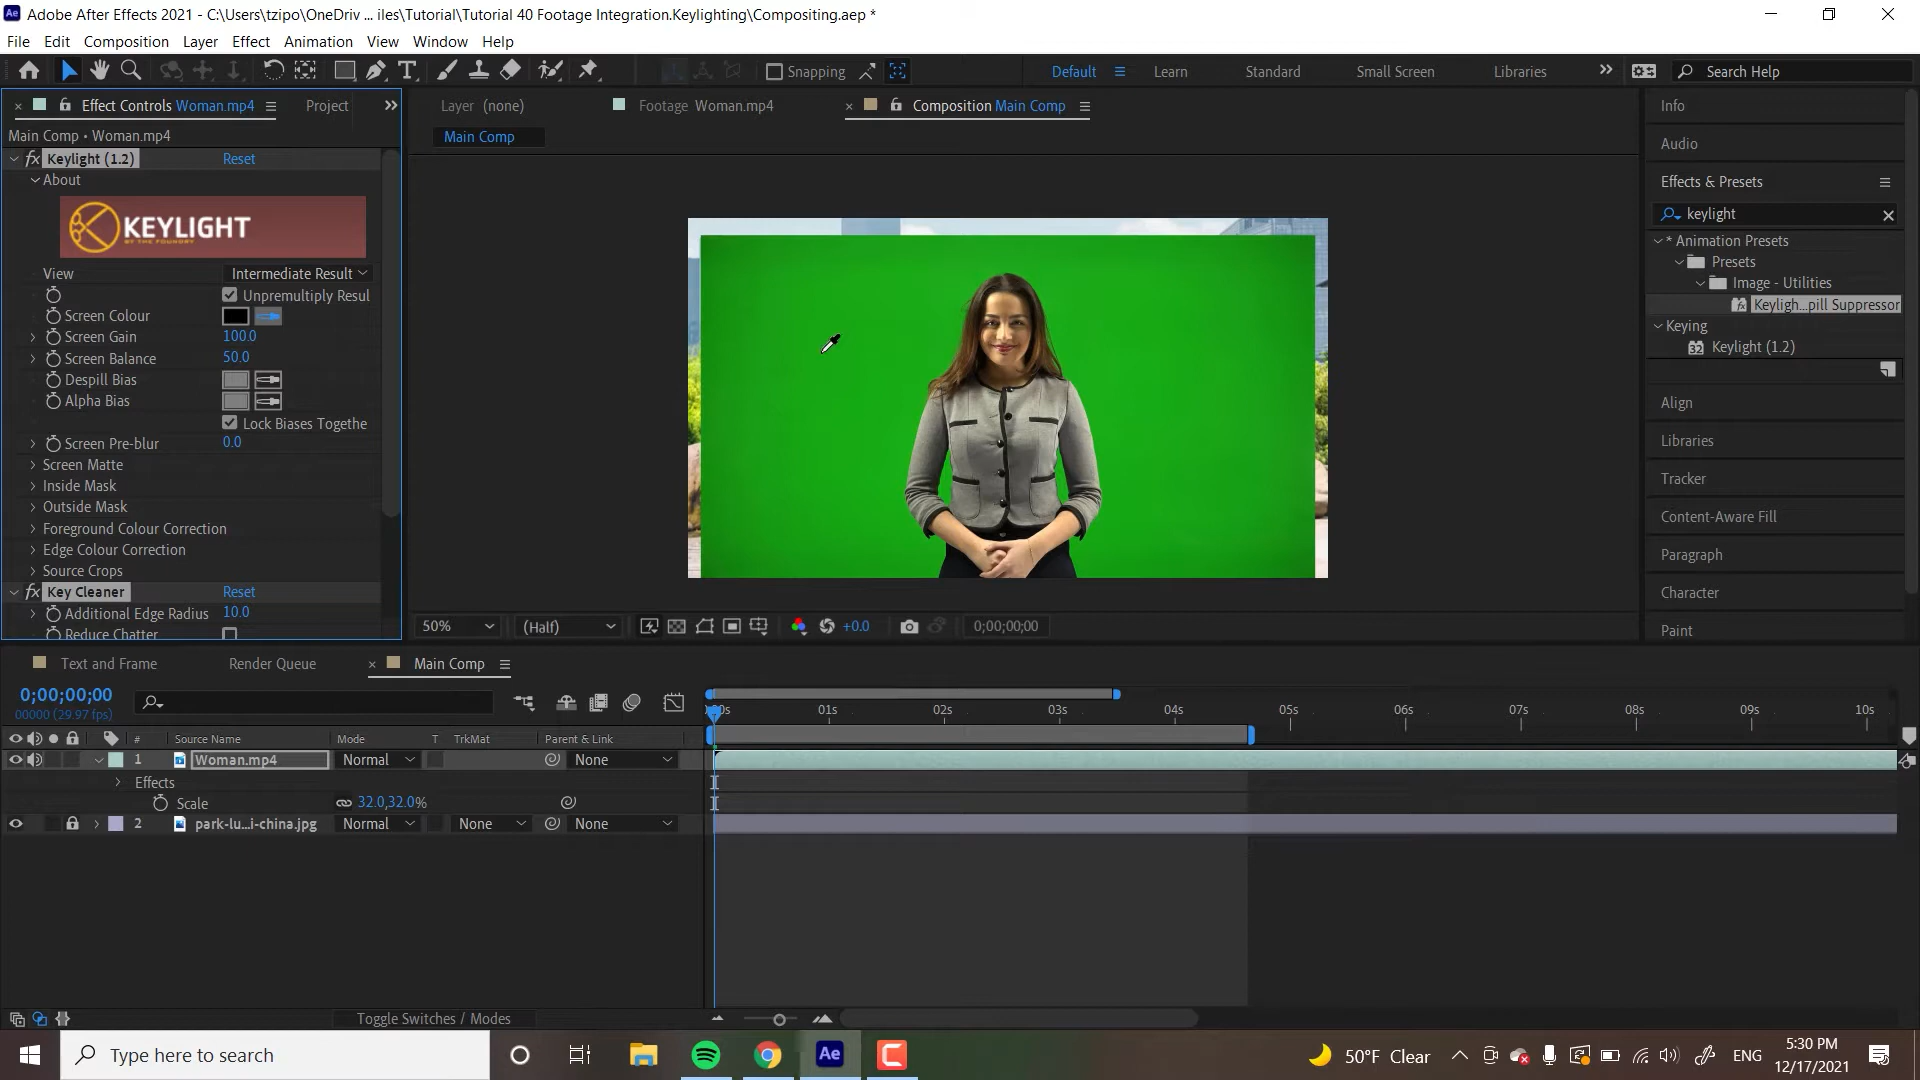 Adobe After Effects 2021 - C:\Users\tzipo\OneDriv ... iles\Tutorial\Tutorial 40 Footage Integration.Keylighting\Compositing.aep *
File Edit Composition Layer Effect Animation View Window Help
Snapping Default Learn Standard Small Screen Libraries Search Help
Effect Controls Woman.mp4 Project
Layer (none) Footage Woman.mp4 Composition Main Comp
Main Comp
Main Comp • Woman.mp4
fx Keylight (1.2) Reset
About
KEYLIGHT
BY THE FOUNDRY
View Intermediate Result
Unpremultiply Resul
Screen Colour
Screen Gain 100.0
Screen Balance 50.0
Despill Bias
Alpha Bias
Lock Biases Togethe
Screen Pre-blur 0.0
Screen Matte
Inside Mask
Outside Mask
Foreground Colour Correction
Edge Colour Correction
Source Crops
fx Key Cleaner Reset
Additional Edge Radius 10.0
Reduce Chatter
50% (Half) +0.0 0;00;00;00
Info
Audio
Effects & Presets
keylight
* Animation Presets
Presets
Image - Utilities
Keyligh...pill Suppressor
Keying
Keylight (1.2)
Align
Libraries
Tracker
Content-Aware Fill
Paragraph
Character
Paint
Text and Frame Render Queue Main Comp
0;00;00;00
00000 (29.97 fps)
01s 02s 03s 04s 05s 06s 07s 08s 09s 10s
# Source Name Mode T TrkMat Parent & Link
1 Woman.mp4 Normal None
Effects
Scale 32.0,32.0%
2 park-lu...i-china.jpg Normal None None
Toggle Switches / Modes
Type here to search
Ae
50°F Clear
ENG
5:30 PM
12/17/2021